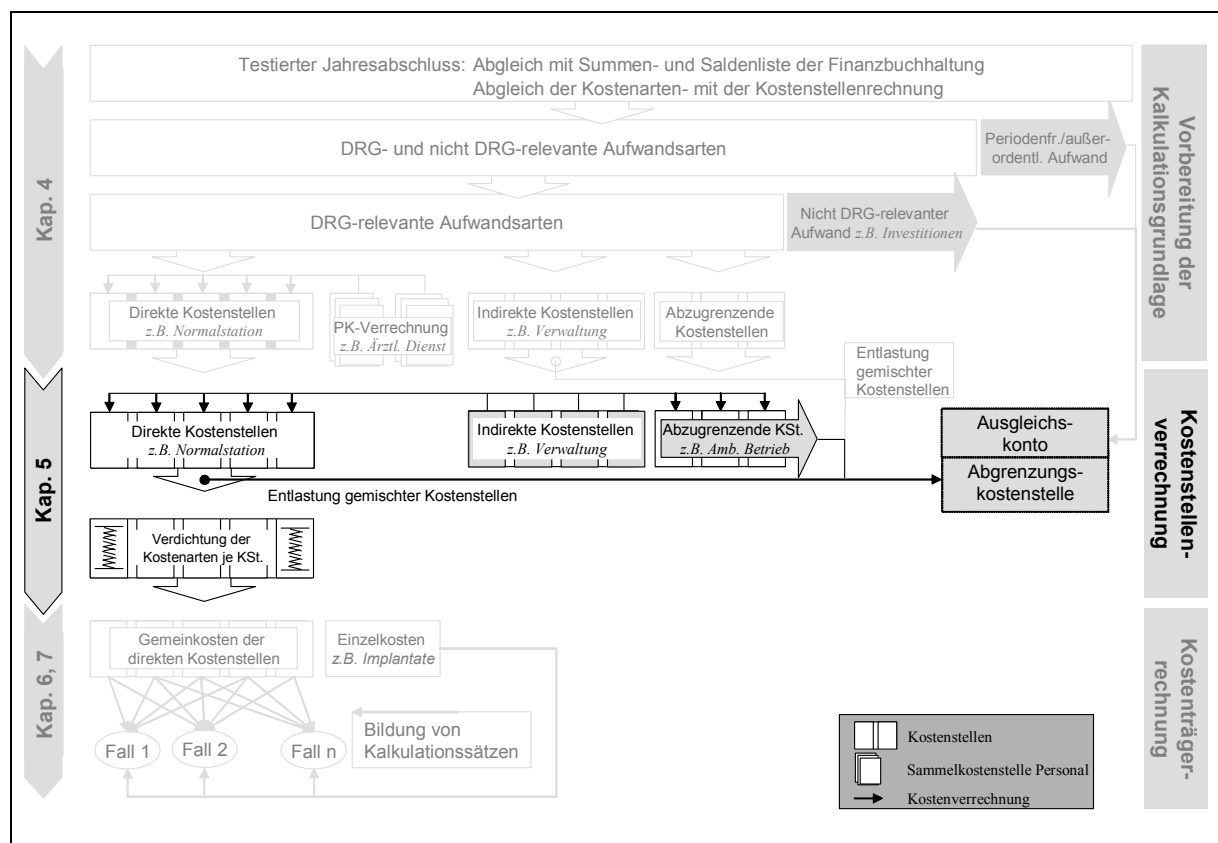 Testierter Jahresabschluss: Abgleich mit Summen- und Saldenliste der Finanzbuchhaltung
Abgleich der Kostenarten- mit der Kostenstellenrechnung
DRG- und nicht DRG-relevante Aufwandsarten
Periodenfr./außer-
ordentl. Aufwand
DRG-relevante Aufwandsarten
Nicht DRG-relevanter
Aufwand z.B. Investitionen
Kap. 4
Vorbereitung der
Kalkulationsgrundlage
Direkte Kostenstellen
z.B. Normalstation
PK-Verrechnung
z.B. Ärztl. Dienst
Indirekte Kostenstellen
z.B. Verwaltung
Abzugrenzende
Kostenstellen
Entlastung
gemischter
Kostenstellen
Kap. 5
Kostenstellen-
verrechnung
Direkte Kostenstellen
z.B. Normalstation
Indirekte Kostenstellen
z.B. Verwaltung
Abzugrenzende KSt.
z.B. Amb. Betrieb
Ausgleichs-
konto
Abgrenzungs-
kostenstelle
Entlastung gemischter Kostenstellen
Verdichtung der
Kostenarten je KSt.
Kap. 6, 7
Kostenträger-
rechnung
Gemeinkosten der
direkten Kostenstellen
Einzelkosten
z.B. Implantate
Bildung von
Kalkulationssätzen
Fall 1
Fall 2
Fall n
Kostenstellen
Sammelkostenstelle Personal
Kostenverrechnung